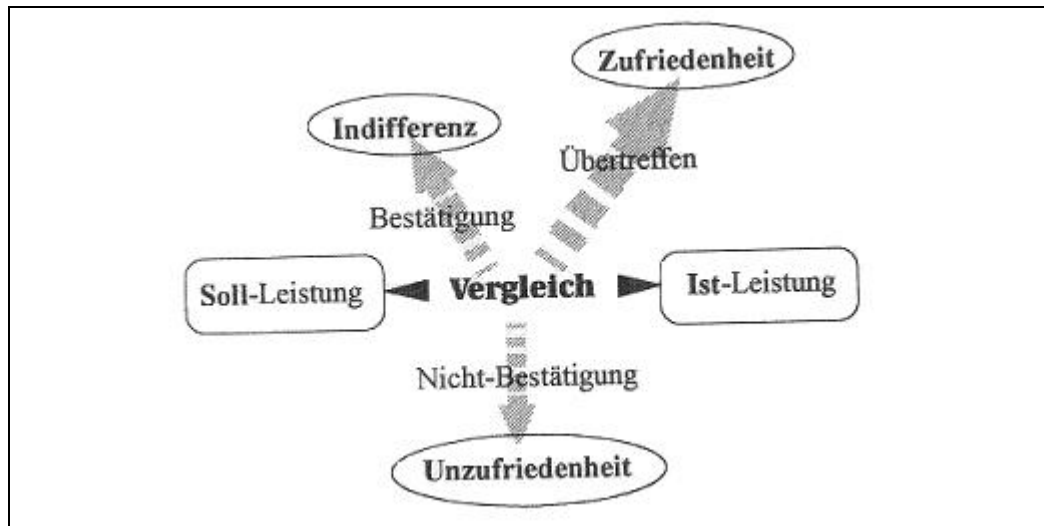 Zufriedenheit
Indifferenz
Übertreffen
Bestätigung
Soll-Leistung
Vergleich
Ist-Leistung
Nicht-Bestätigung
Unzufriedenheit